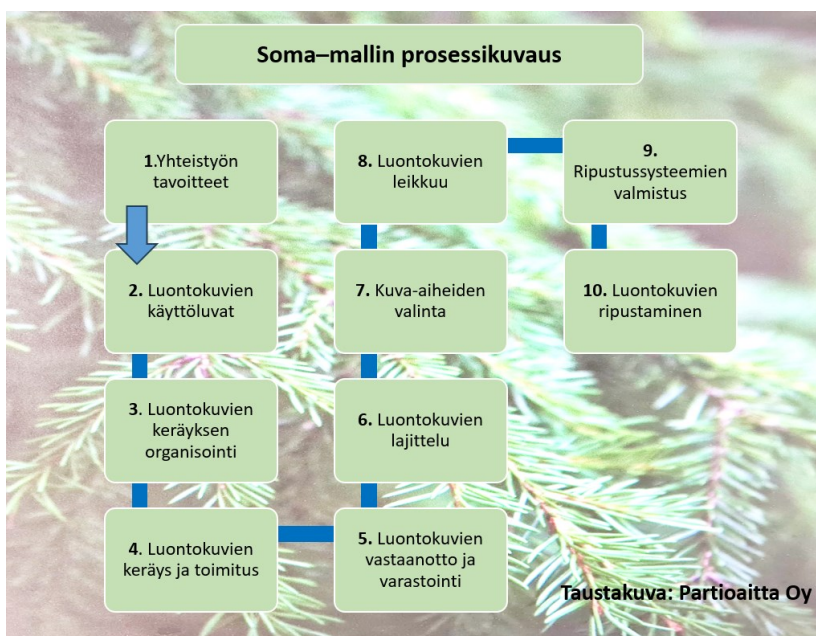 Soma–mallin prosessikuvaus
1.Yhteistyön
tavoitteet
2. Luontokuvien
käyttöluvat
3. Luontokuvien
keräyksen
organisointi
4. Luontokuvien
keräys ja toimitus
5. Luontokuvien
vastaanotto ja
varastointi
6. Luontokuvien
lajittelu
7. Kuva-aiheiden
valinta
8. Luontokuvien
leikkuu
9.
Ripustussysteemien
valmistus
10. Luontokuvien
ripustaminen
Taustakuva: Partioaitta Oy